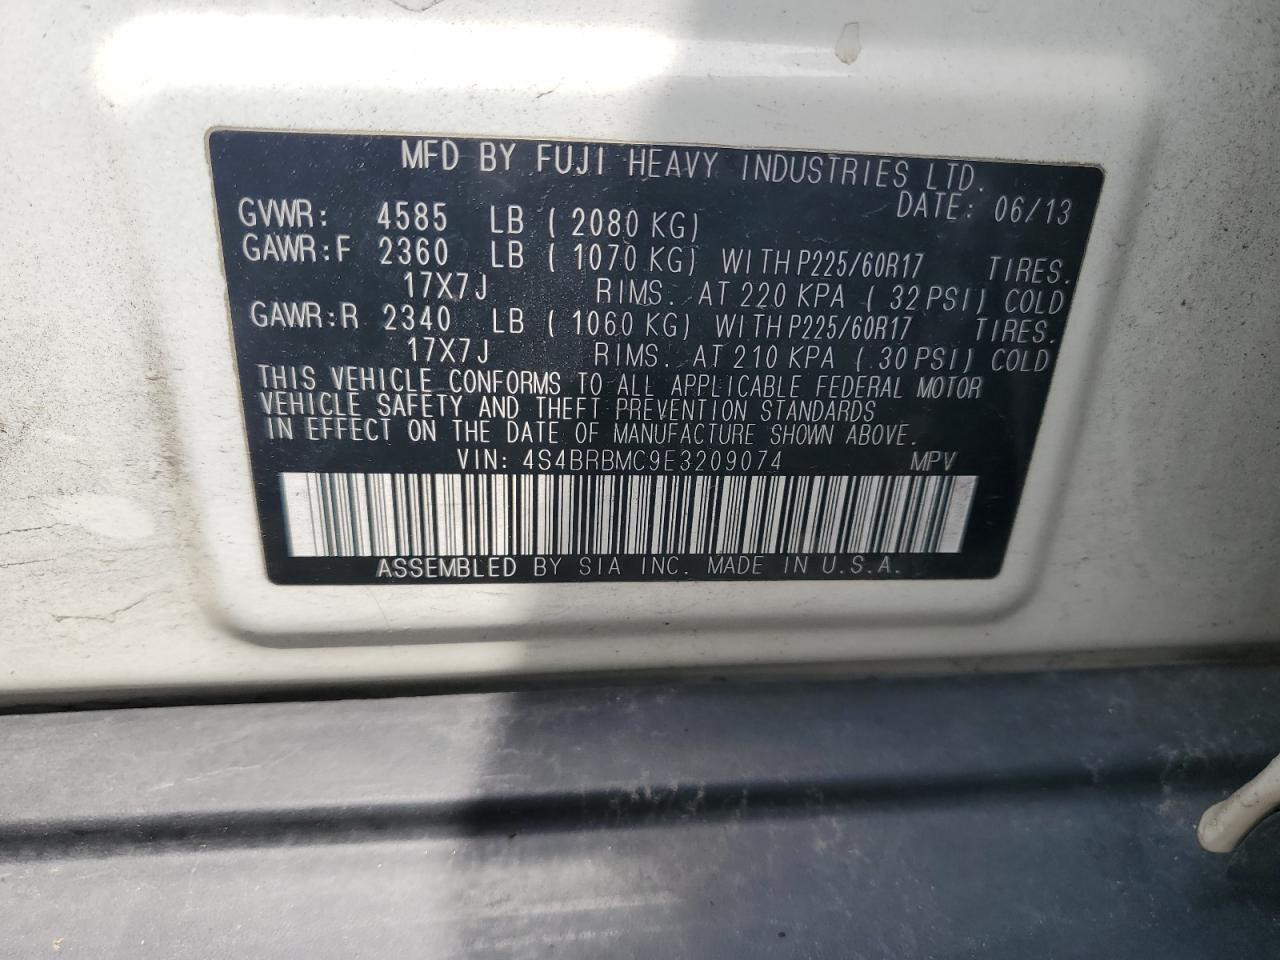 MFD BY FUJI HEAVY INDUSTRIES LTD.
DATE: 06/13
GVWR: 4585 LB ( 2080 KG)
GAWR:F 2360 LB ( 1070 KG) WITH P225/60R17 TIRES.
17X7J RIMS. AT 220 KPA ( 32 PSI) COLD
GAWR:R 2340 LB ( 1060 KG) WITH P225/60R17 TIRES.
17X7J RIMS. AT 210 KPA ( 30 PSI) COLD
THIS VEHICLE CONFORMS TO ALL APPLICABLE FEDERAL MOTOR
VEHICLE SAFETY AND THEFT PREVENTION STANDARDS
IN EFFECT ON THE DATE OF MANUFACTURE SHOWN ABOVE.
VIN: 4S4BRBMC9E3209074 MPV
ASSEMBLED BY SIA INC. MADE IN U.S.A.